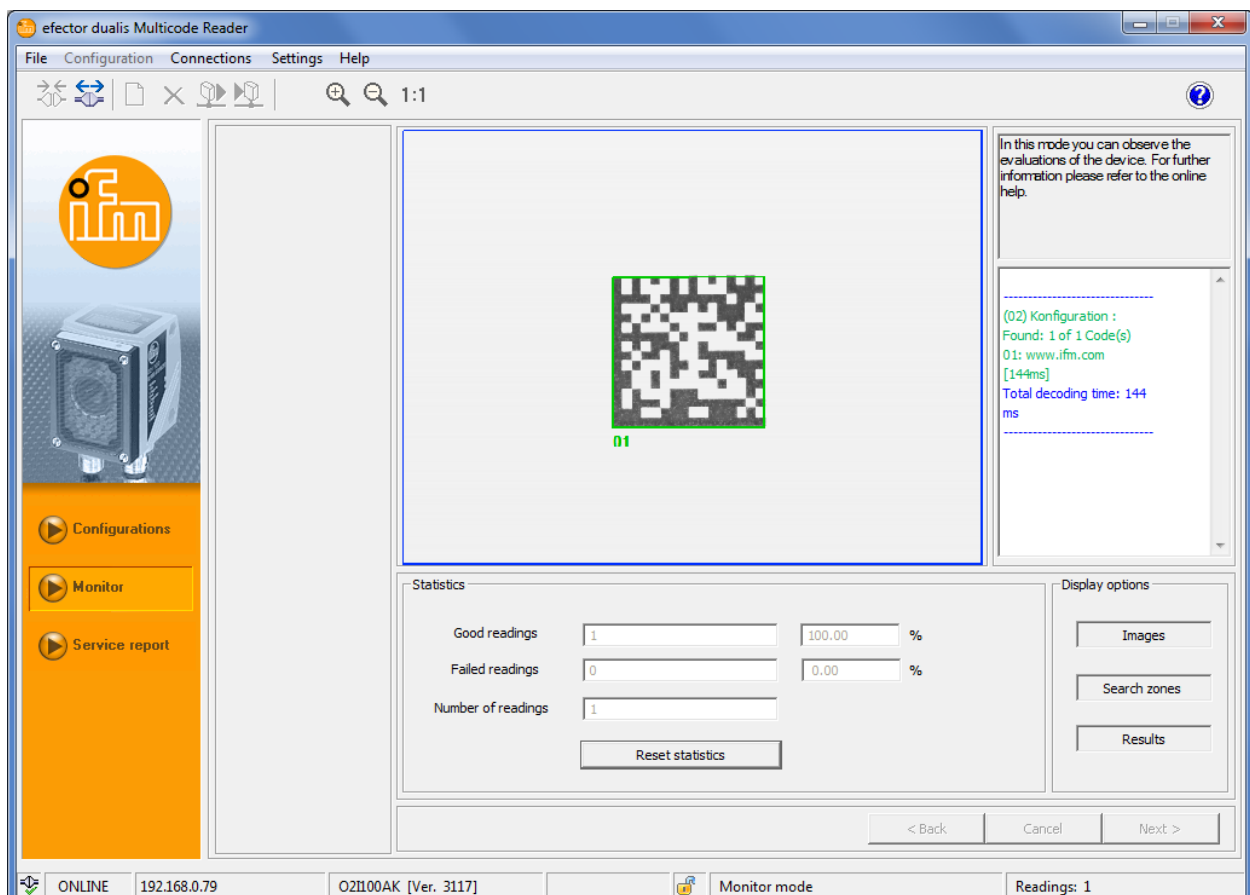 efector dualis Multicode Reader
File Configuration Connections Settings Help
1:1
In this mode you can observe the
evaluations of the device. For further
information please refer to the online
help.
ifm
01
-------------------------------
(02) Konfiguration :
Found: 1 of 1 Code(s)
01: www.ifm.com
[144ms]
Total decoding time: 144
ms
-------------------------------
Configurations
Monitor
Service report
Statistics
Good readings 1 100.00 %
Failed readings 0 0.00 %
Number of readings 1
Reset statistics
Display options
Images
Search zones
Results
< Back Cancel Next >
ONLINE 192.168.0.79 O2I100AK [Ver. 3117] Monitor mode Readings: 1